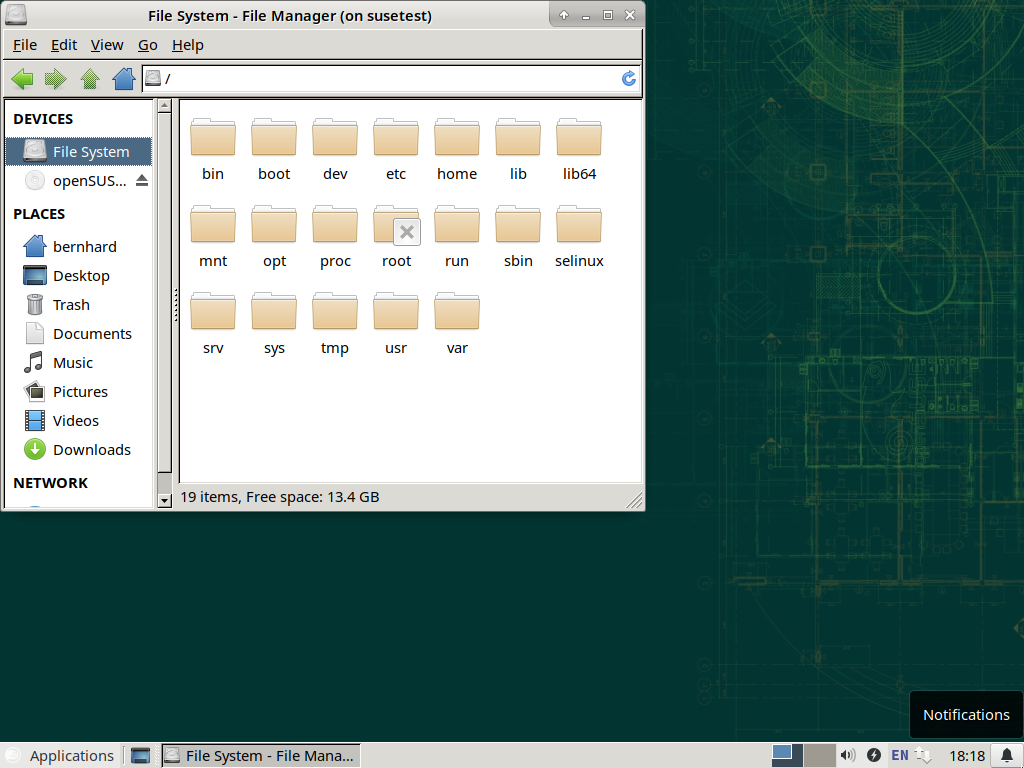 File System - File Manager (on susetest)
File Edit View Go Help
/
DEVICES
File System
openSUS...
PLACES
bernhard
Desktop
Trash
Documents
Music
Pictures
Videos
Downloads
NETWORK
bin boot dev etc home lib lib64
mnt opt proc root run sbin selinux
srv sys tmp usr var
19 items, Free space: 13.4 GB
Notifications
Applications File System - File Mana... EN 18:18